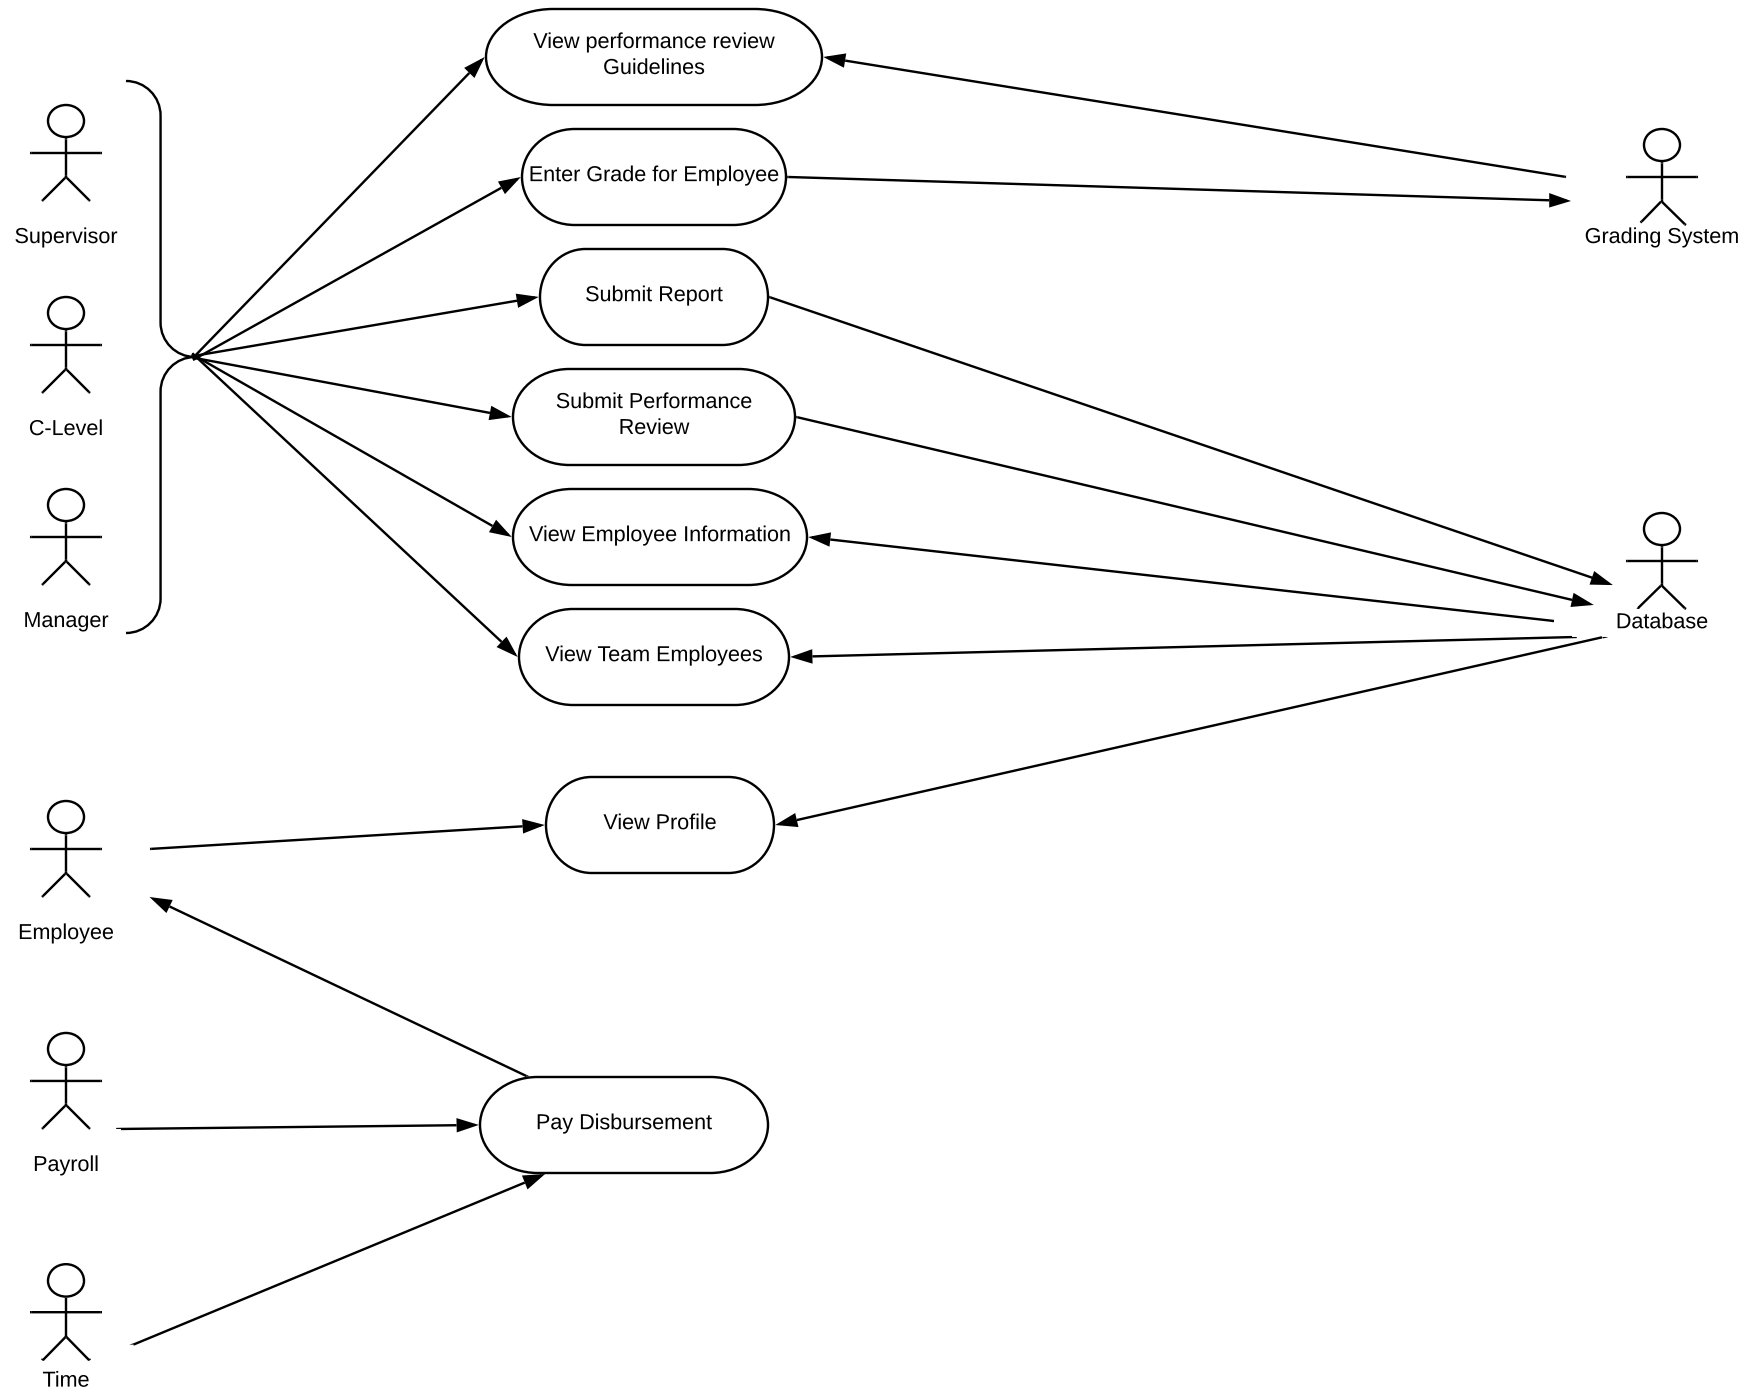 View performance review
Guidelines
Enter Grade for Employee
Supervisor
Grading System
Submit Report
C-Level
Submit Performance
Review
View Employee Information
Manager
Database
View Team Employees
View Profile
Employee
Pay Disbursement
Payroll
Time